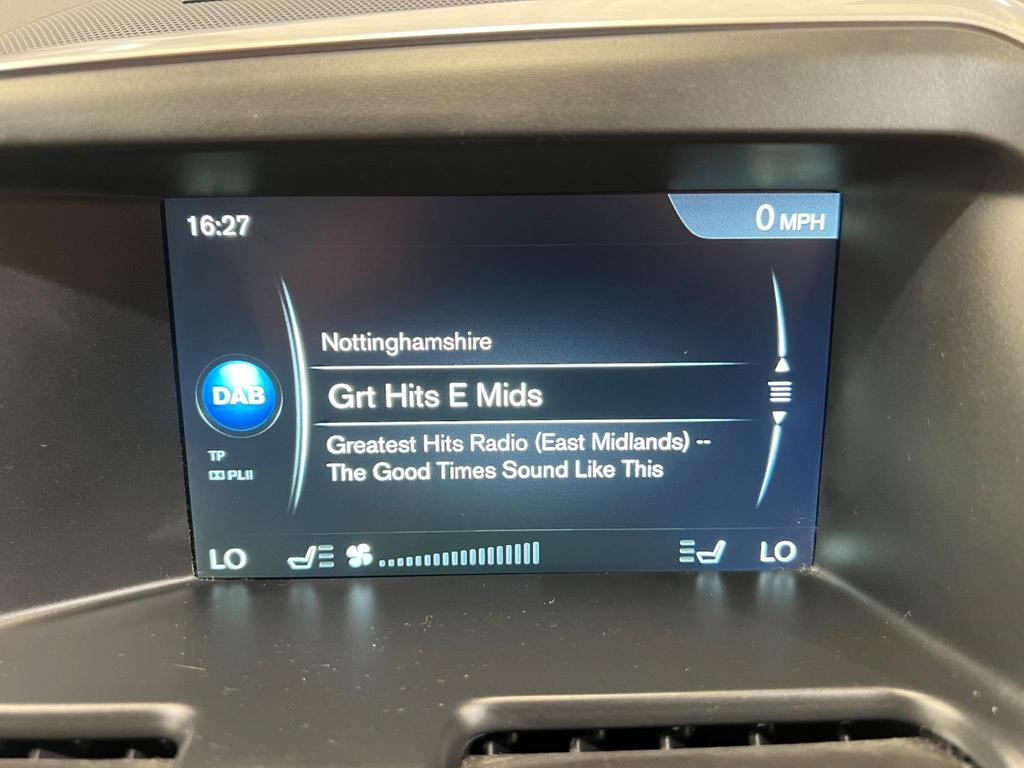 16:27
0 MPH
Nottinghamshire
DAB
Grt Hits E Mids
Greatest Hits Radio (East Midlands) --
The Good Times Sound Like This
TP
PLII
LO
LO